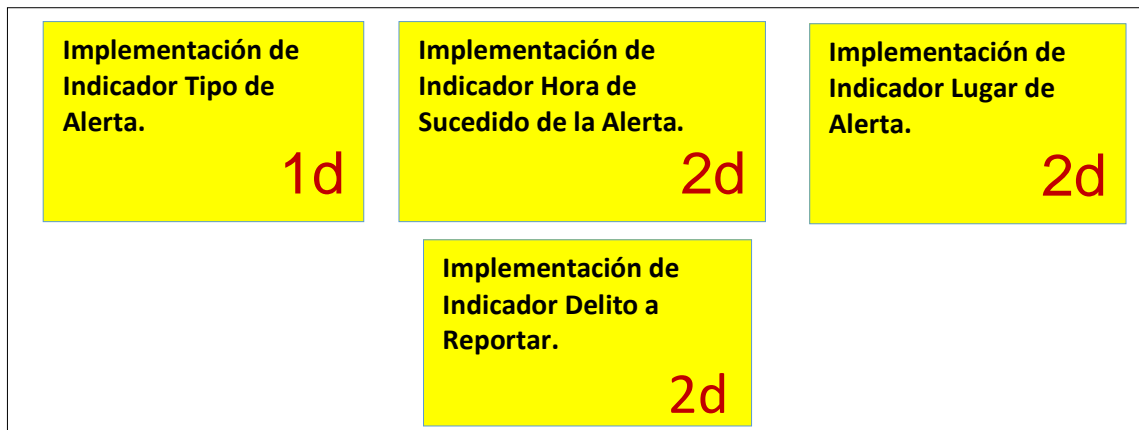 Implementación de
Indicador Tipo de
Alerta.
1d
Implementación de
Indicador Hora de
Sucedido de la Alerta.
2d
Implementación de
Indicador Lugar de
Alerta.
2d
Implementación de
Indicador Delito a
Reportar.
2d